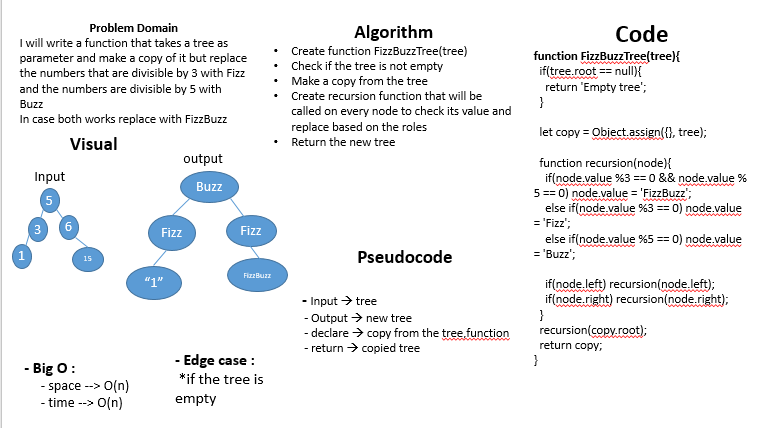 Problem Domain
I will write a function that takes a tree as
parameter and make a copy of it but replace
the numbers that are divisible by 3 with Fizz
and the numbers are divisible by 5 with
Buzz
In case both works replace with FizzBuzz
Visual
Input
5
3
6
1
15
output
Buzz
Fizz
Fizz
"1"
FizzBuzz
- Big O :
- space --> O(n)
- time --> O(n)
- Edge case :
*if the tree is
empty
Algorithm
• Create function FizzBuzzTree(tree)
• Check if the tree is not empty
• Make a copy from the tree
• Create recursion function that will be
called on every node to check its value and
replace based on the roles
• Return the new tree
Pseudocode
- Input → tree
- Output → new tree
- declare → copy from the tree,function
- return → copied tree
Code
function FizzBuzzTree(tree){
if(tree.root == null){
return 'Empty tree';
}
let copy = Object.assign({}, tree);
function recursion(node){
if(node.value %3 == 0 && node.value %
5 == 0) node.value = 'FizzBuzz';
else if(node.value %3 == 0) node.value
= 'Fizz';
else if(node.value %5 == 0) node.value
= 'Buzz';
if(node.left) recursion(node.left);
if(node.right) recursion(node.right);
}
recursion(copy.root);
return copy;
}